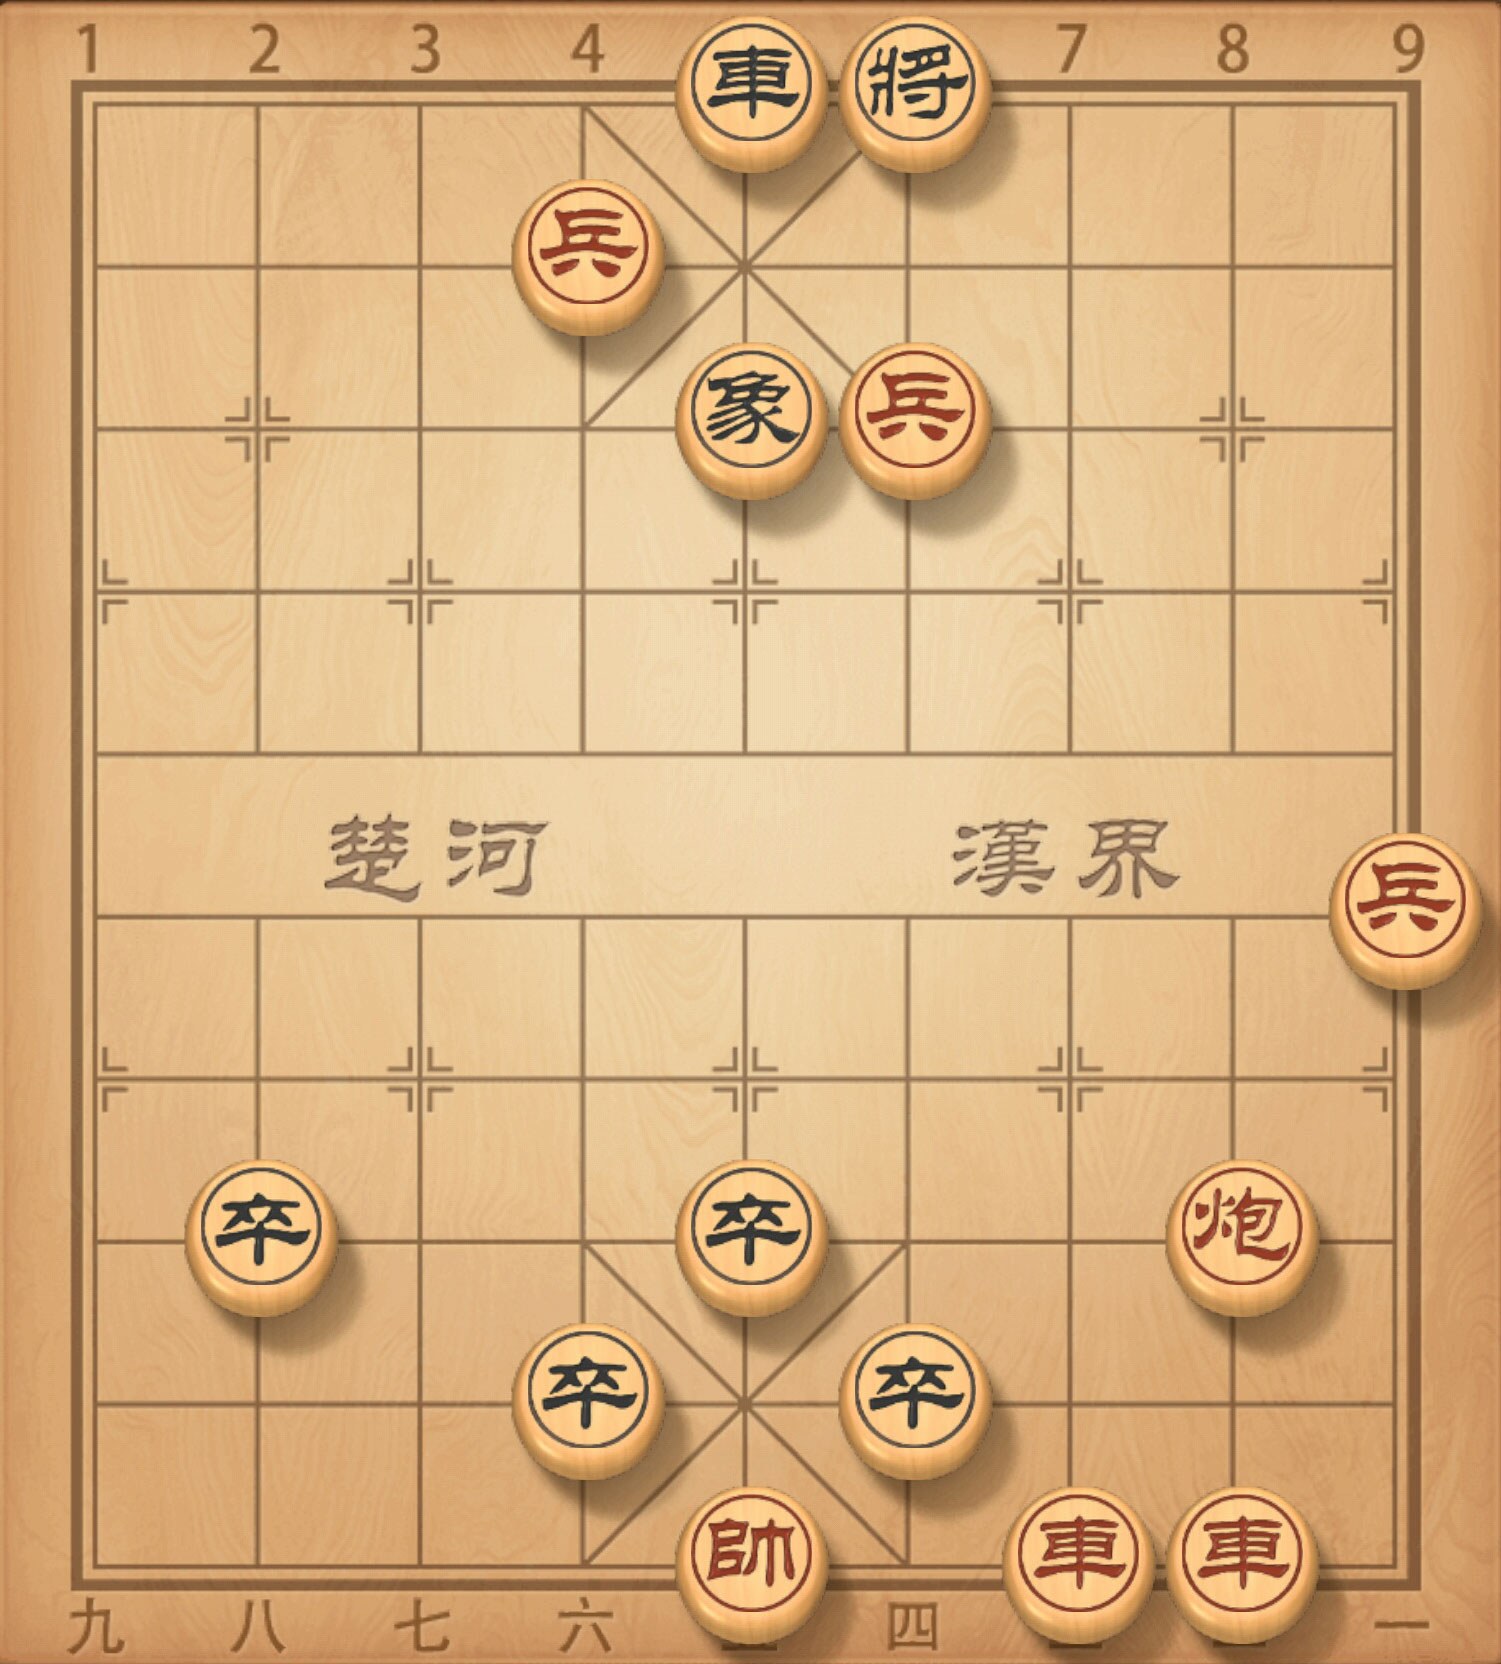 1 2 3 4 車 將 7 8 9
兵
象 兵
楚河 漢界
兵
卒 卒 炮
卒 卒
帥 車 車
九 八 七 六 四 一